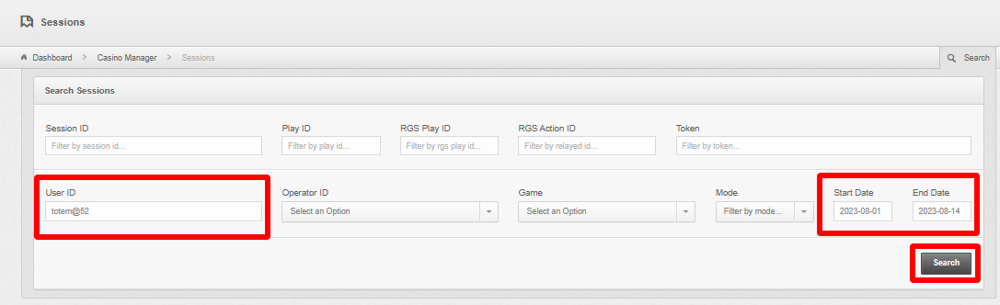 Sessions
Dashboard > Casino Manager > Sessions
Search
Search Sessions
Session ID Play ID RGS Play ID RGS Action ID Token
Filter by session id... Filter by play id... Filter by rgs play id... Filter by relayed id... Filter by token...
User ID Operator ID Game Mode Start Date End Date
totem@52 Select an Option Select an Option Filter by mode... 2023-08-01 2023-08-14
Search